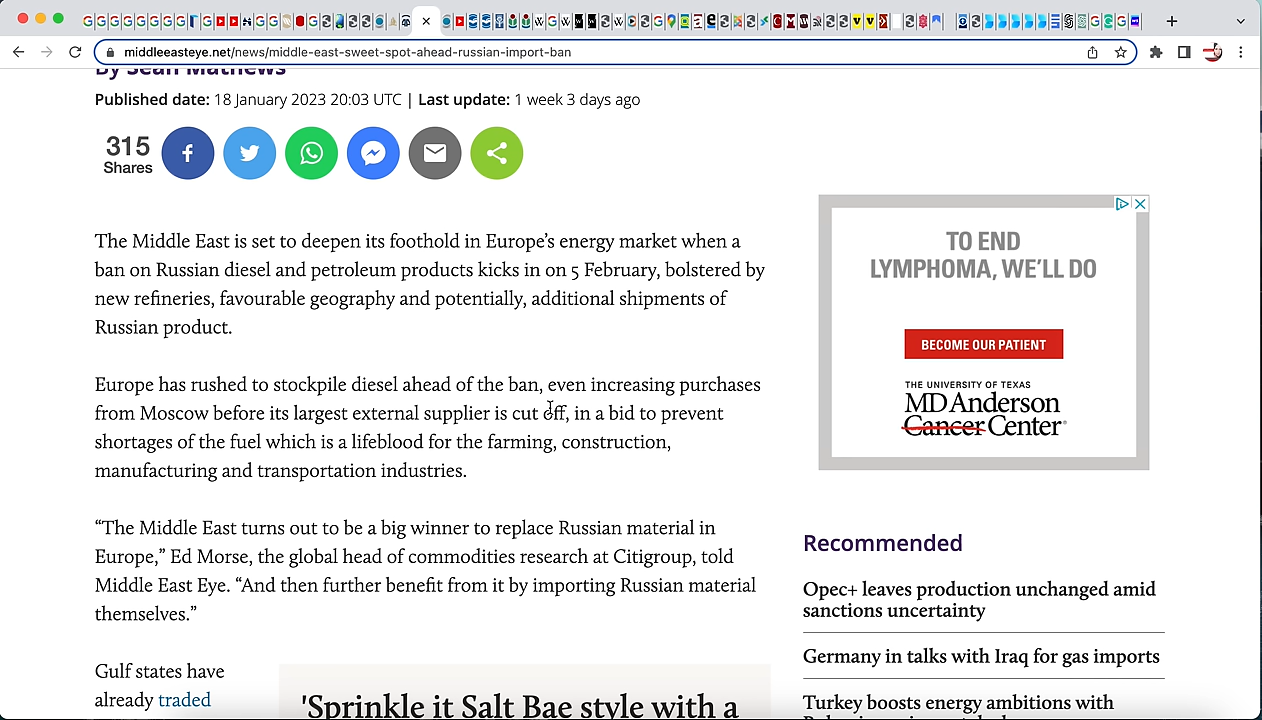 middleeasteye.net/news/middle-east-sweet-spot-ahead-russian-import-ban
By Sean Mathews
Published date: 18 January 2023 20:03 UTC | Last update: 1 week 3 days ago
315
Shares
The Middle East is set to deepen its foothold in Europe’s energy market when a
ban on Russian diesel and petroleum products kicks in on 5 February, bolstered by
new refineries, favourable geography and potentially, additional shipments of
Russian product.
Europe has rushed to stockpile diesel ahead of the ban, even increasing purchases
from Moscow before its largest external supplier is cut off, in a bid to prevent
shortages of the fuel which is a lifeblood for the farming, construction,
manufacturing and transportation industries.
“The Middle East turns out to be a big winner to replace Russian material in
Europe,” Ed Morse, the global head of commodities research at Citigroup, told
Middle East Eye. “And then further benefit from it by importing Russian material
themselves.”
Gulf states have
already traded
'Sprinkle it Salt Bae style with a
TO END
LYMPHOMA, WE'LL DO
BECOME OUR PATIENT
THE UNIVERSITY OF TEXAS
MD Anderson
Cancer Center
Recommended
Opec+ leaves production unchanged amid
sanctions uncertainty
Germany in talks with Iraq for gas imports
Turkey boosts energy ambitions with